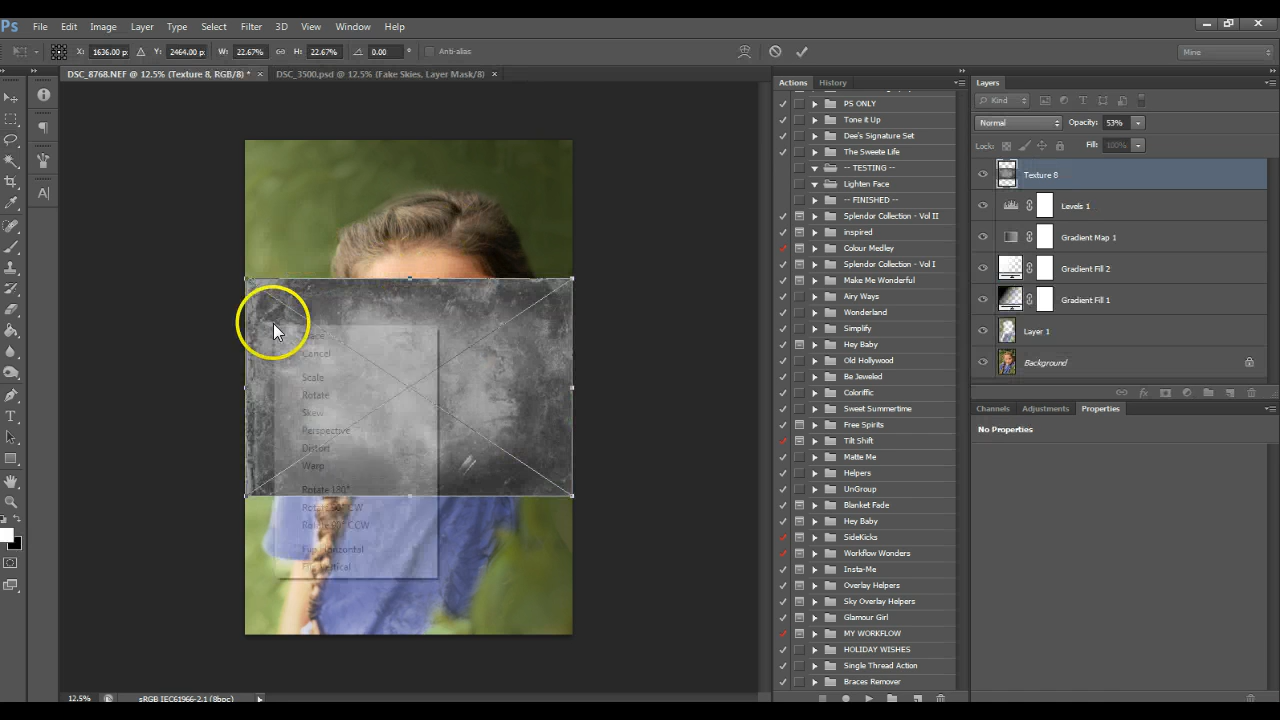 Ps File Edit Image Layer Type Select Filter 3D View Window Help
X: 1636.00 p: Y: 2464.00 p: W: 22.67% H: 22.67% 0.00 ° Anti-alias Mine
DSC_8768.NEF @ 12.5% (Texture 8, RGB/8) * × DSC_3500.psd @ 12.5% (Fake Skies, Layer Mask/8) ×
Cancel
Scale
Rotate
Skew
Perspective
Distort
Warp
Rotate 180°
Rotate 90° CW
Rotate 90° CCW
Flip Horizontal
Flip Vertical
12.5% sRGB IEC61966-2.1 (8bpc)
Actions History
PS ONLY
Tone it Up
Dee's Signature Set
The Sweete Life
-- TESTING --
Lighten Face
-- FINISHED --
Splendor Collection - Vol II
inspired
Colour Medley
Splendor Collection - Vol I
Make Me Wonderful
Airy Ways
Wonderland
Simplify
Hey Baby
Old Hollywood
Be Jeweled
Coloriffic
Sweet Summertime
Free Spirits
Tilt Shift
Matte Me
Helpers
UnGroup
Blanket Fade
Hey Baby
SideKicks
Workflow Wonders
Insta-Me
Overlay Helpers
Sky Overlay Helpers
Glamour Girl
MY WORKFLOW
HOLIDAY WISHES
Single Thread Action
Braces Remover
Layers
Kind
Normal Opacity: 53%
Lock: Fill: 100%
Texture 8
Levels 1
Gradient Map 1
Gradient Fill 2
Gradient Fill 1
Layer 1
Background
Channels Adjustments Properties
No Properties